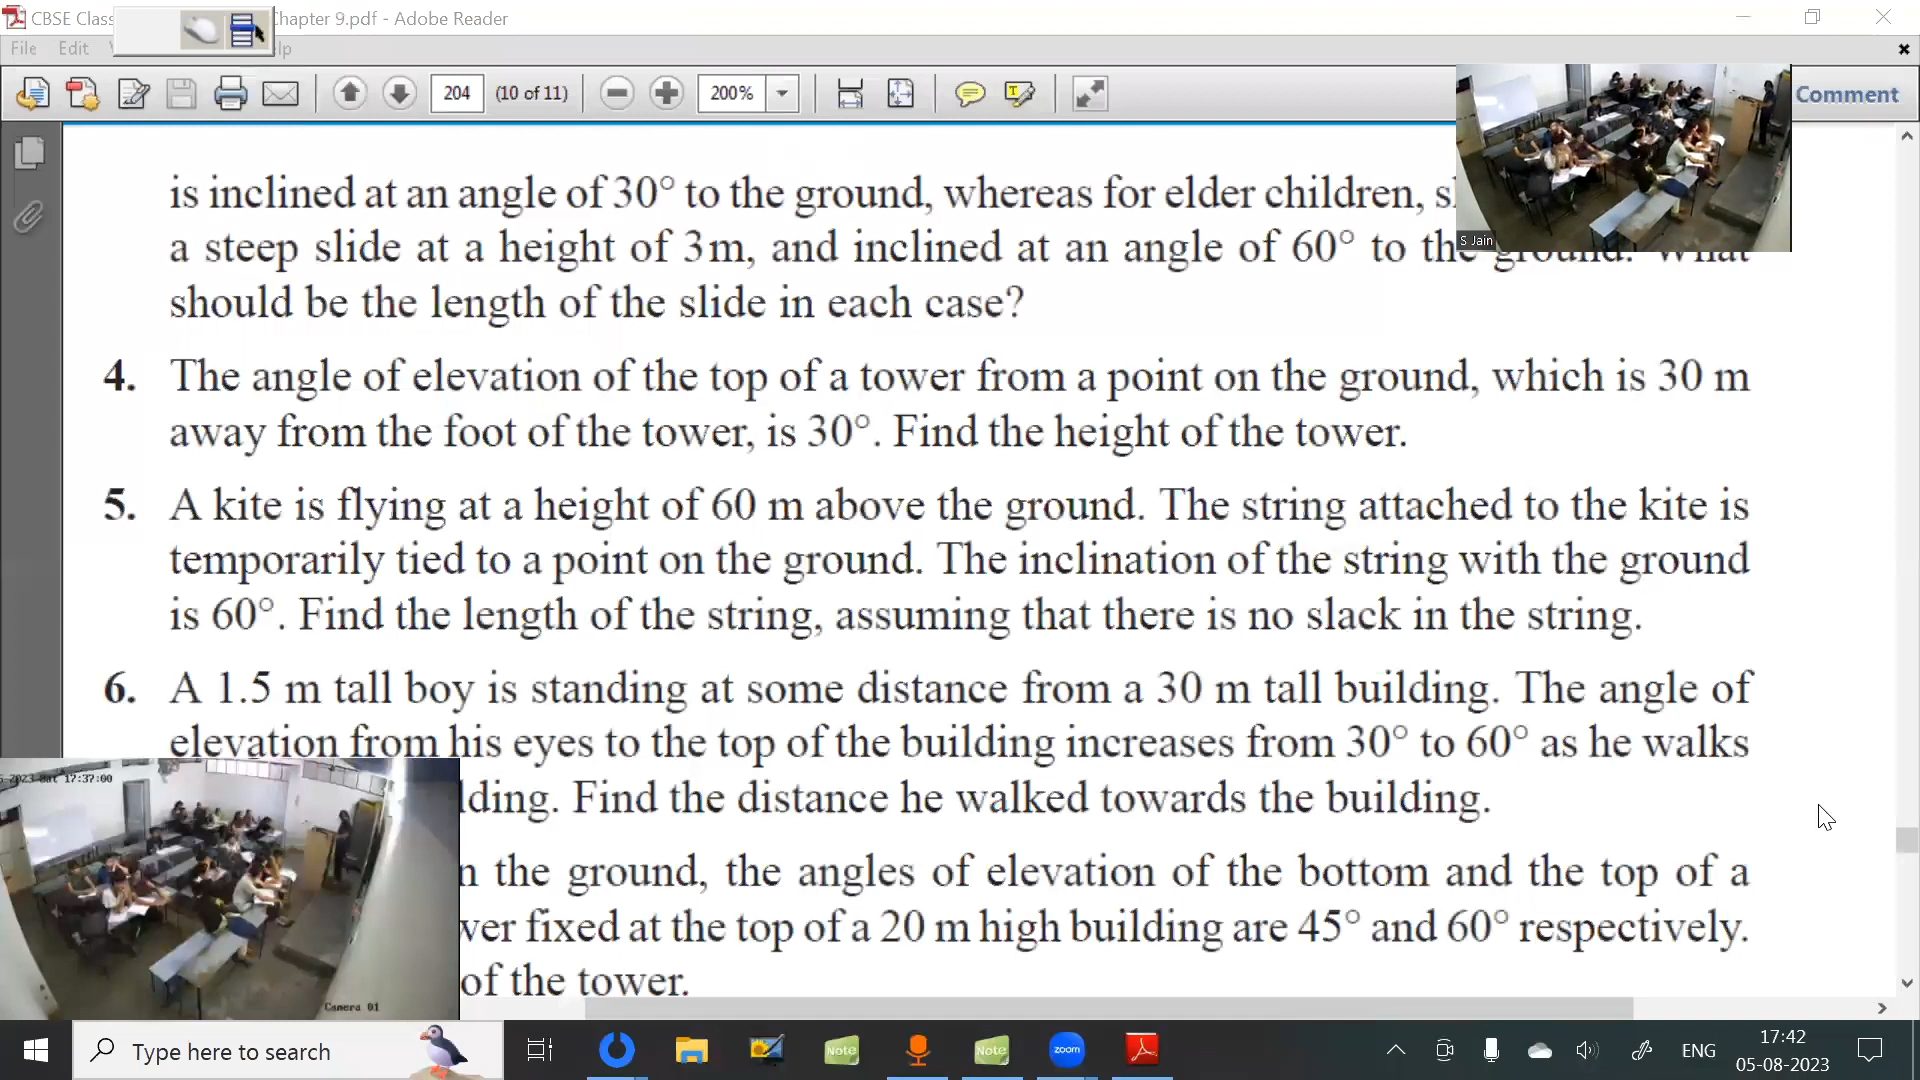 CBSE Clas
hapter 9.pdf - Adobe Reader
File Edit
lp
204 (10 of 11) 200% Comment
is inclined at an angle of 30° to the ground, whereas for elder children,
S Jain
a steep slide at a height of 3m, and inclined at an angle of 60° to the ground. What
should be the length of the slide in each case?
4. The angle of elevation of the top of a tower from a point on the ground, which is 30 m
away from the foot of the tower, is 30°. Find the height of the tower.
5. A kite is flying at a height of 60 m above the ground. The string attached to the kite is
temporarily tied to a point on the ground. The inclination of the string with the ground
is 60°. Find the length of the string, assuming that there is no slack in the string.
6. A 1.5 m tall boy is standing at some distance from a 30 m tall building. The angle of
elevation from his eyes to the top of the building increases from 30° to 60° as he walks
lding. Find the distance he walked towards the building.
n the ground, the angles of elevation of the bottom and the top of a
wer fixed at the top of a 20 m high building are 45° and 60° respectively.
of the tower.
-2023 Sat 17:37:00
Camera 01
Type here to search
Note
Note
zoom
ENG
17:42
05-08-2023